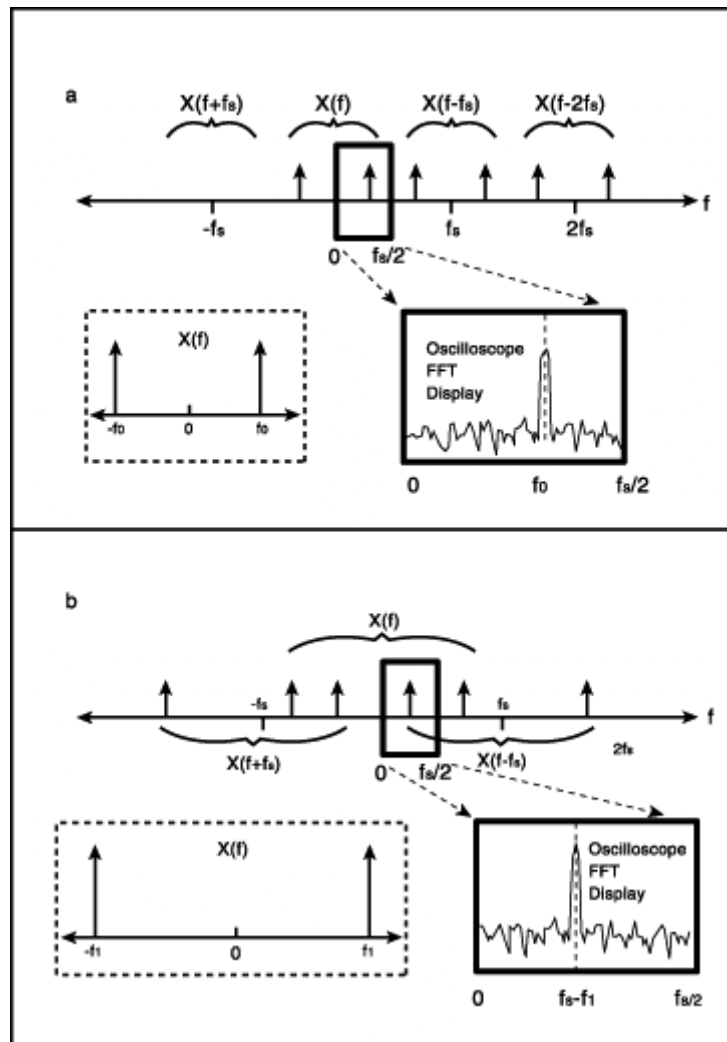 a
X(f+fs) X(f) X(f-fs) X(f-2fs)
f
-fs fs 2fs
0 fs/2
X(f)
-f0 0 f0
Oscilloscope
FFT
Display
0 f0 fs/2
b
X(f)
-fs fs f
X(f+fs) 0 fs/2 X(f-fs) 2fs
X(f)
-f1 0 f1
Oscilloscope
FFT
Display
0 fs-f1 fs/2